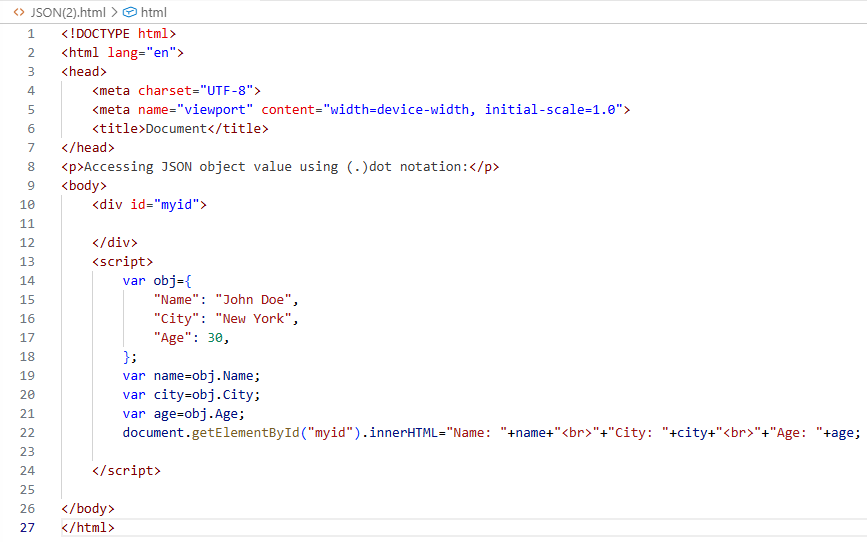 <> JSON(2).html > html
1 <!DOCTYPE html>
2 <html lang="en">
3 <head>
4     <meta charset="UTF-8">
5     <meta name="viewport" content="width=device-width, initial-scale=1.0">
6     <title>Document</title>
7 </head>
8 <p>Accessing JSON object value using (.)dot notation:</p>
9 <body>
10     <div id="myid">
11
12     </div>
13     <script>
14         var obj={
15             "Name": "John Doe",
16             "City": "New York",
17             "Age": 30,
18         };
19         var name=obj.Name;
20         var city=obj.City;
21         var age=obj.Age;
22         document.getElementById("myid").innerHTML="Name: "+name+"<br>"+"City: "+city+"<br>"+"Age: "+age;
23
24     </script>
25
26 </body>
27 </html>